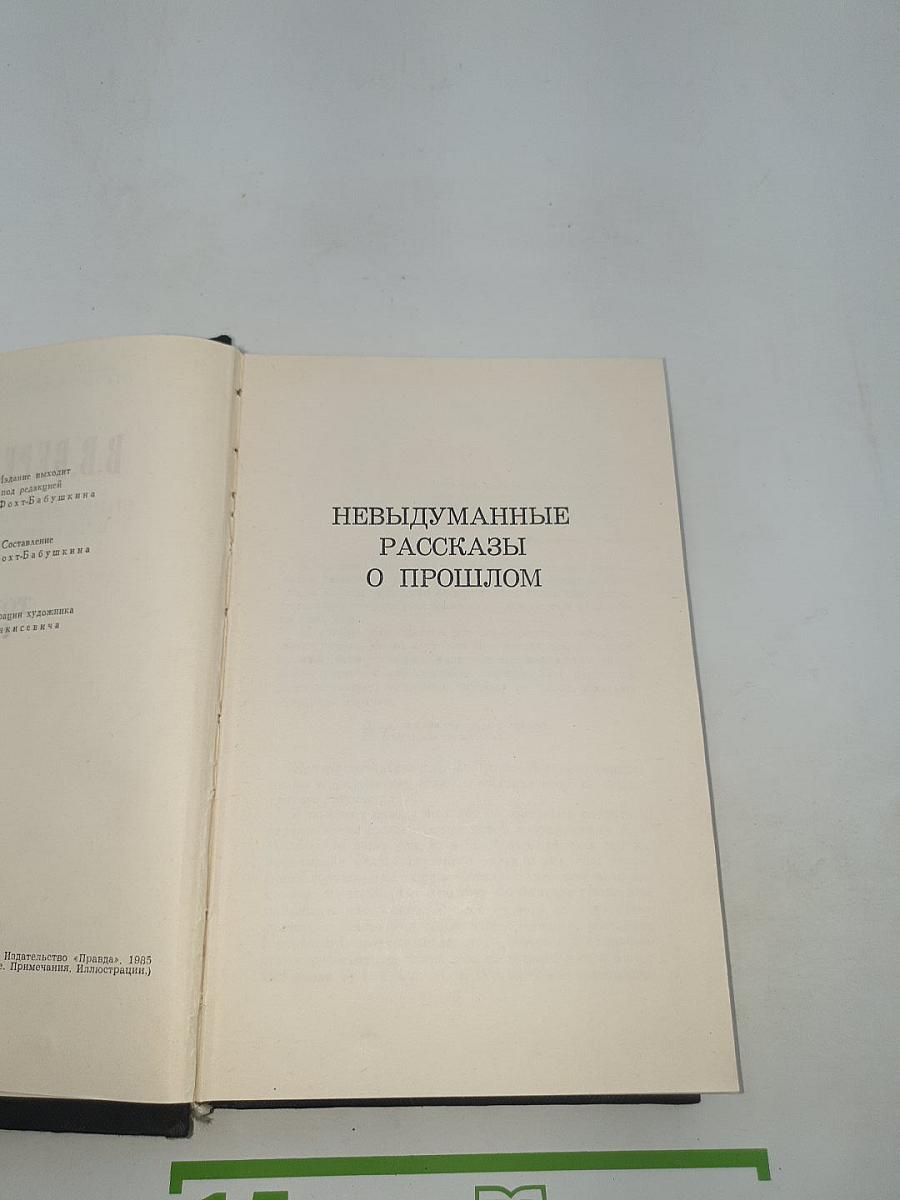 Издание выходит
под редакцией
Фохт-Бабушкина
Составление
охт-Бабушкина
рации художника
кисевича
НЕВЫДУМАННЫЕ
РАССКАЗЫ
О ПРОШЛОМ
Издательство «Правда», 1985
е. Примечания. Иллюстрации.)